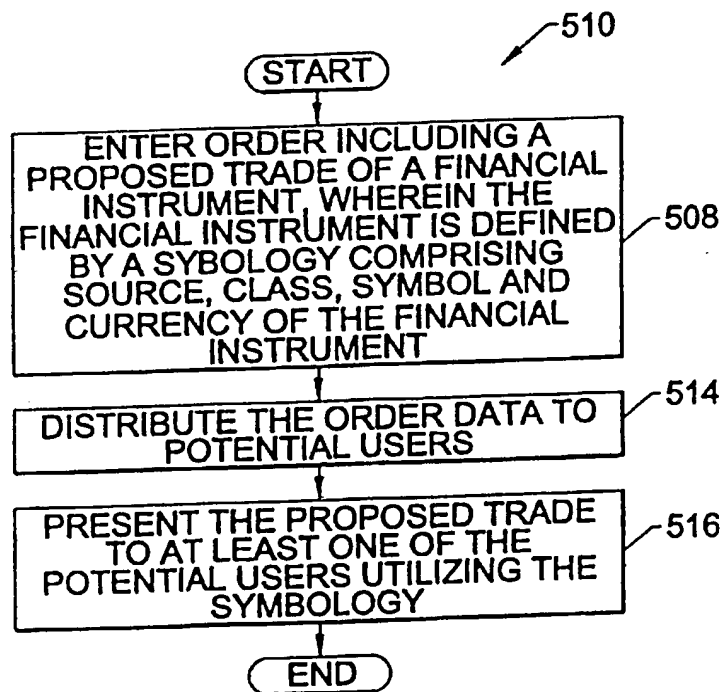 510
START
ENTER ORDER INCLUDING A
PROPOSED TRADE OF A FINANCIAL
INSTRUMENT, WHEREIN THE
FINANCIAL INSTRUMENT IS DEFINED
BY A SYBOLOGY COMPRISING
SOURCE, CLASS, SYMBOL AND
CURRENCY OF THE FINANCIAL
INSTRUMENT
508
DISTRIBUTE THE ORDER DATA TO
POTENTIAL USERS
514
PRESENT THE PROPOSED TRADE
TO AT LEAST ONE OF THE
POTENTIAL USERS UTILIZING THE
SYMBOLOGY
516
END